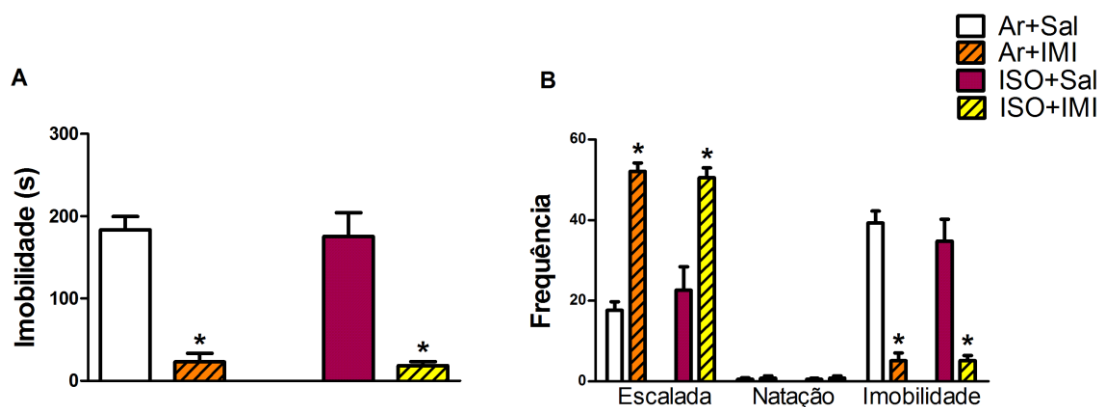 Ar+Sal
Ar+IMI
ISO+Sal
ISO+IMI
A
Imobilidade (s)
300
200
100
0
*
*
B
Frequência
60
40
20
0
*
*
*
*
Escalada
Natação
Imobilidade